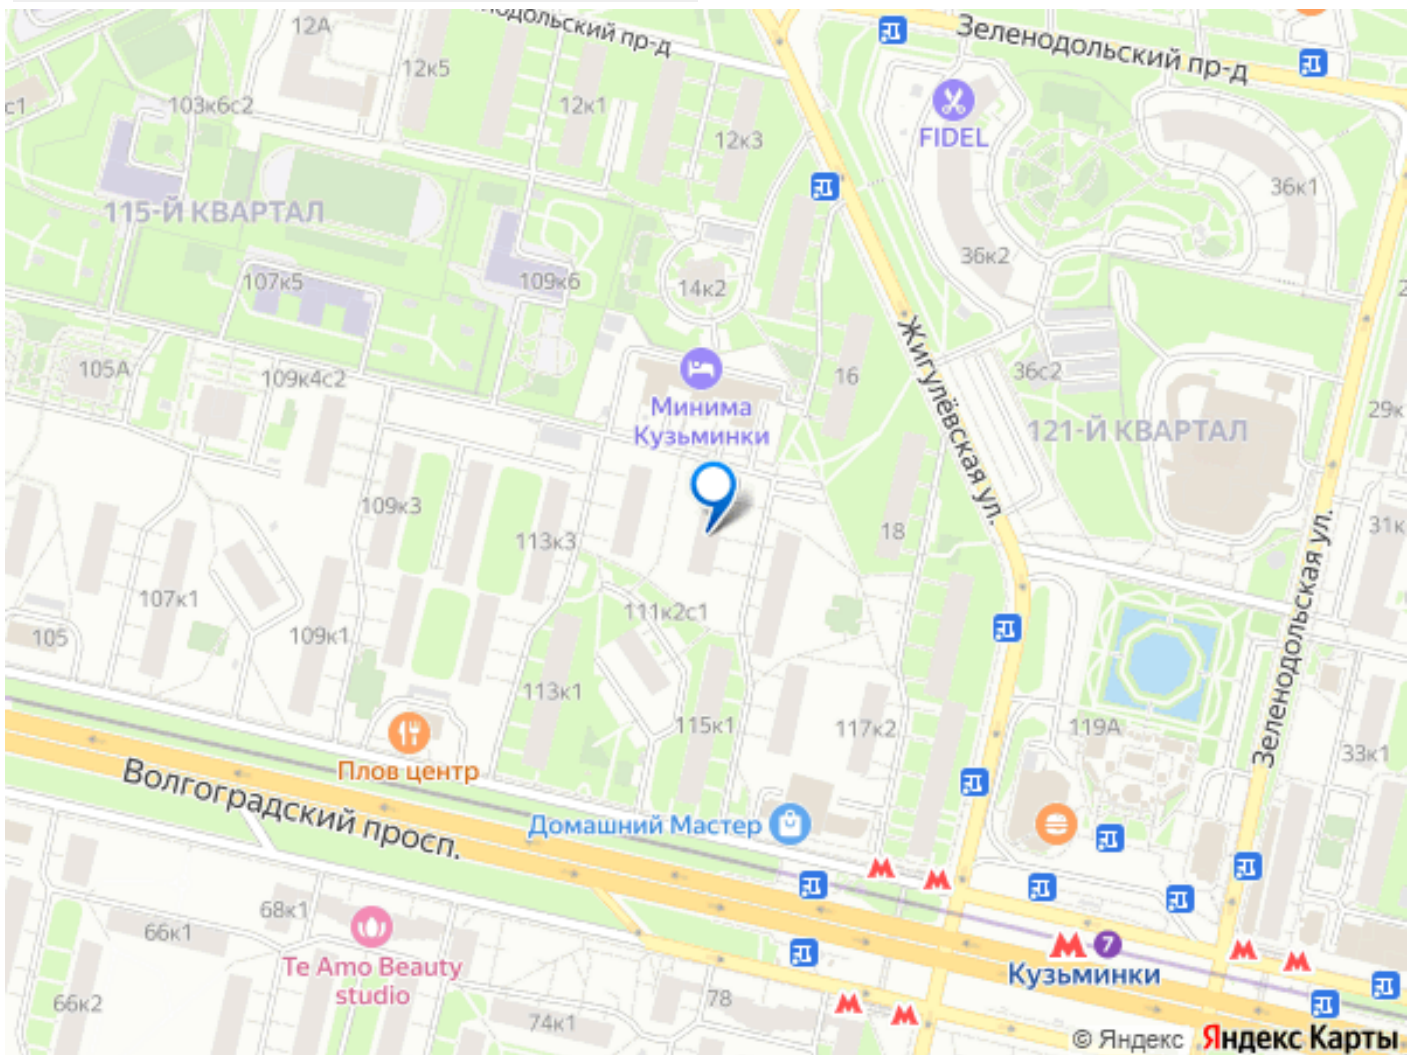 12А
одольский пр-д
Зеленодольский пр-д
12к5
с1
103к6с2
12к1
12к3
FIDEL
36к1
115-Й КВАРТАЛ
36к2
107к5
109к6
14к2
105А
109к4с2
16
Жигулёвская ул.
36с2
Минима
Кузьминки
29к
121-Й КВАРТАЛ
109к3
113к3
18
31к
107к1
111к2с1
105
109к1
Зеленодольская ул.
113к1
115к1
117к2
119А
33к1
Плов центр
Волгоградский просп.
Домашний Мастер
68к1
66к1
7
Te Amo Beauty
studio
Кузьминки
66к2
78
74к1
© Яндекс Яндекс Карты